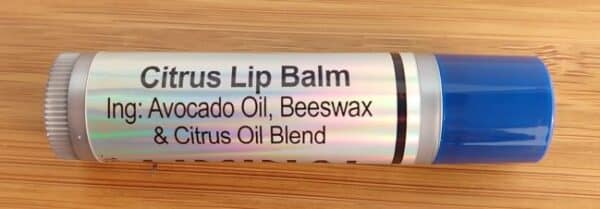 Citrus Lip Balm
Ing: Avocado Oil, Beeswax
& Citrus Oil Blend